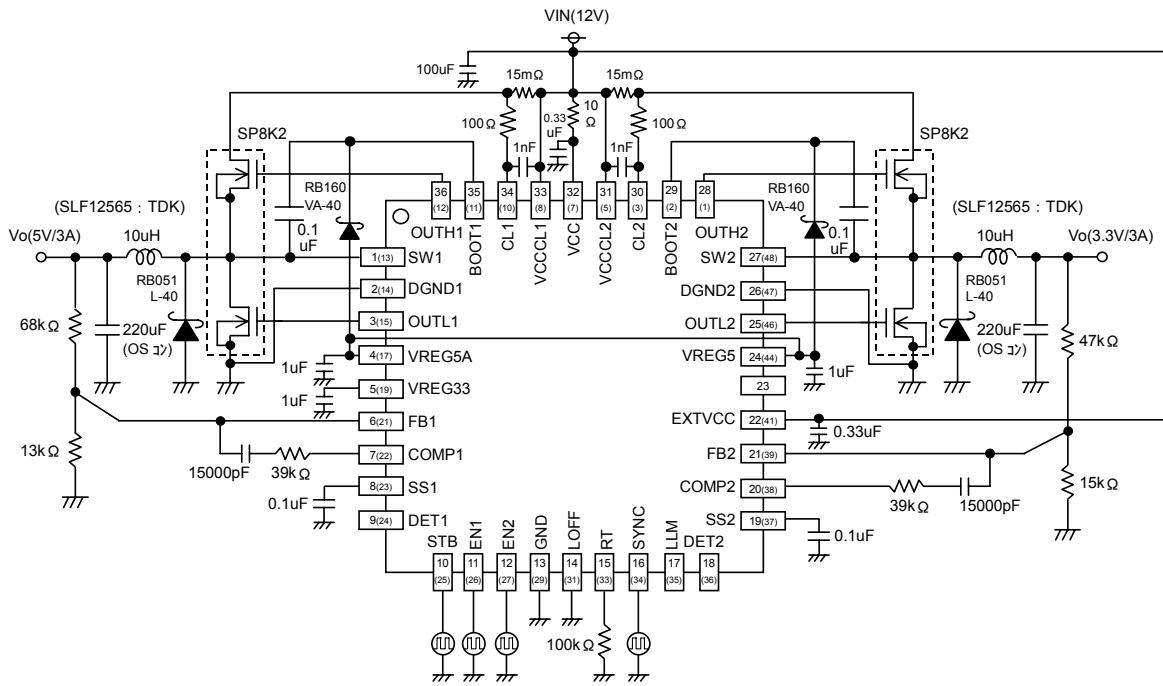 VIN(12V)
100uF
15mΩ
15mΩ
100Ω
0.33
uF
10
Ω
100Ω
1nF
1nF
SP8K2
SP8K2
RB160
VA-40
RB160
VA-40
0.1
uF
0.1
uF
(SLF12565 : TDK)
(SLF12565 : TDK)
Vo(5V/3A)
10uH
10uH
Vo(3.3V/3A)
RB051
L-40
RB051
L-40
68kΩ
220uF
(OS コン)
220uF
(OS コン)
47kΩ
13kΩ
15kΩ
36
(12)
OUTH1
35
(11)
BOOT1
34
(10)
CL1
33
(8)
VCCCL1
32
(7)
VCC
31
(5)
VCCCL2
30
(3)
CL2
29
(2)
BOOT2
28
(1)
OUTH2
1(13) SW1
2(14) DGND1
3(15) OUTL1
4(17) VREG5A
5(19) VREG33
6(21) FB1
7(22) COMP1
8(23) SS1
9(24) DET1
SW2 27(48)
DGND2 26(47)
OUTL2 25(46)
VREG5 24(44)
23
EXTVCC 22(41)
FB2 21(39)
COMP2 20(38)
SS2 19(37)
1uF
1uF
1uF
0.33uF
15000pF
39kΩ
39kΩ
15000pF
0.1uF
0.1uF
STB
10
(25)
EN1
11
(26)
EN2
12
(27)
GND
13
(29)
LOFF
14
(31)
RT
15
(33)
SYNC
16
(34)
LLM
17
(35)
DET2
18
(36)
100kΩ